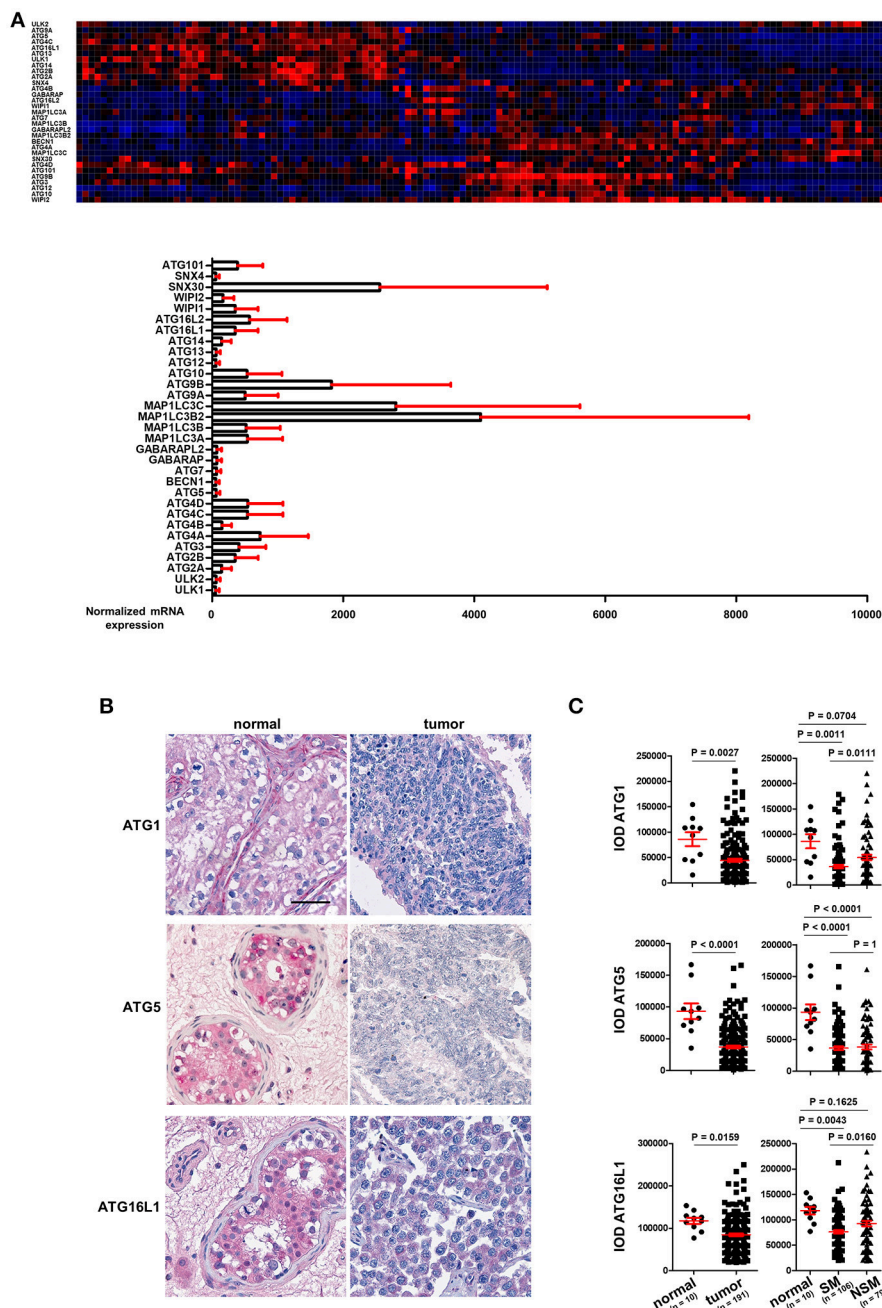 A
ULK2
ATG9A
ATG5
ATG4C
ATG16L1
ATG13
ULK1
ATG14
ATG2B
ATG2A
SNX4
ATG4B
GABARAP
ATG16L2
WIPI1
MAP1LC3A
ATG7
MAP1LC3B
GABARAPL2
MAP1LC3B2
BECN1
ATG4A
MAP1LC3C
SNX30
ATG4D
ATG101
ATG9B
ATG3
ATG12
ATG10
WIPI2
ATG101
SNX4
SNX30
WIPI2
WIPI1
ATG16L2
ATG16L1
ATG14
ATG13
ATG12
ATG10
ATG9B
ATG9A
MAP1LC3C
MAP1LC3B2
MAP1LC3B
MAP1LC3A
GABARAPL2
GABARAP
ATG7
BECN1
ATG5
ATG4D
ATG4C
ATG4B
ATG4A
ATG3
ATG2B
ATG2A
ULK2
ULK1
0 2000 4000 6000 8000 10000
Normalized mRNA
expression
B
normal tumor
ATG1
ATG5
ATG16L1
C
P = 0.0027
250000
200000
150000
100000
50000
0
IOD ATG1
P = 0.0704
P = 0.0011
P = 0.0111
250000
200000
150000
100000
50000
0
P < 0.0001
200000
150000
100000
50000
0
IOD ATG5
P < 0.0001
P < 0.0001
P = 1
200000
150000
100000
50000
0
P = 0.0159
300000
200000
100000
0
IOD ATG16L1
normal
(n = 10)
tumor
(n = 191)
P = 0.1625
P = 0.0043
P = 0.0160
250000
200000
150000
100000
50000
0
normal
(n = 10)
SM
(n = 106)
NSM